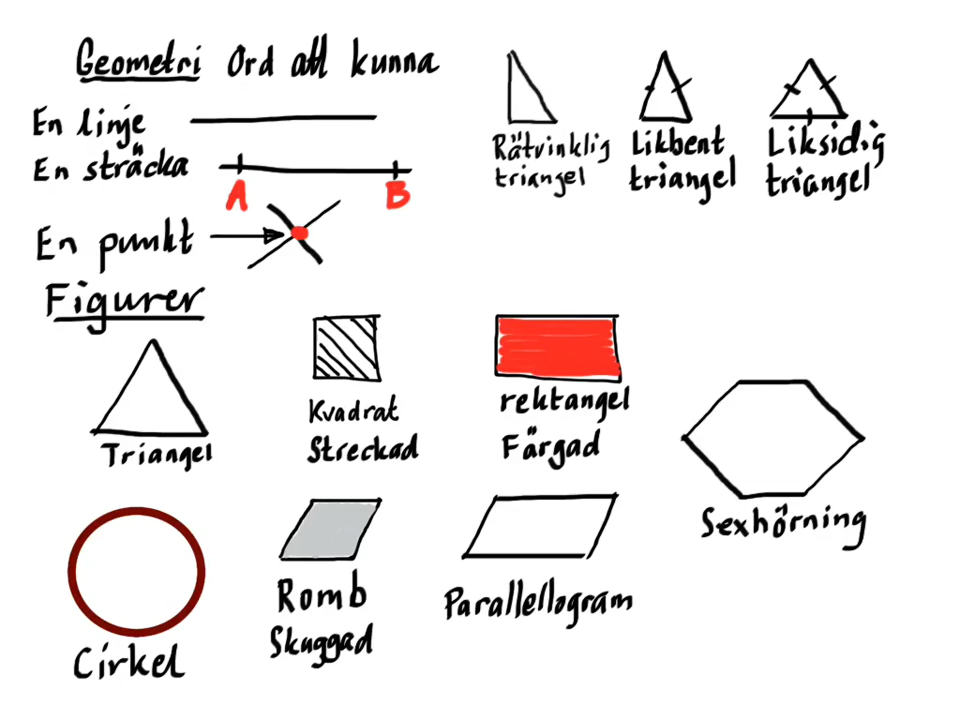 Geometri Ord att kunna
En linje
En sträcka
A B
En punkt
Rätvinklig
triangel
Likbent
triangel
Liksidig
triangel
Figurer
Triangel
Kvadrat
Streckad
rektangel
Färgad
Sexhörning
Cirkel
Romb
Skuggad
Parallellogram